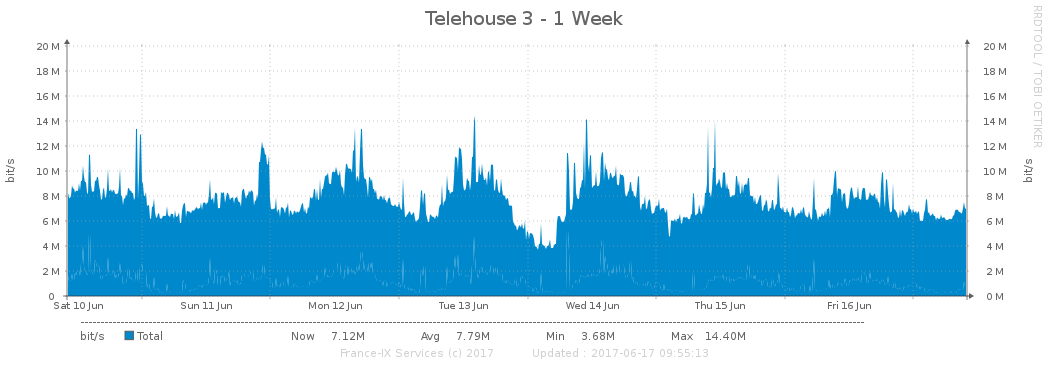 Telehouse 3 - 1 Week
RRDTOOL / TOBI OETIKER
bit/s
20 M 20 M
18 M 18 M
16 M 16 M
14 M 14 M
12 M 12 M
10 M 10 M
8 M 8 M
6 M 6 M
4 M 4 M
2 M 2 M
0 0 M
bit/s
Sat 10 Jun Sun 11 Jun Mon 12 Jun Tue 13 Jun Wed 14 Jun Thu 15 Jun Fri 16 Jun
bit/s Total Now 7.12M Avg 7.79M Min 3.68M Max 14.40M
France-IX Services (c) 2017 Updated : 2017-06-17 09:55:13